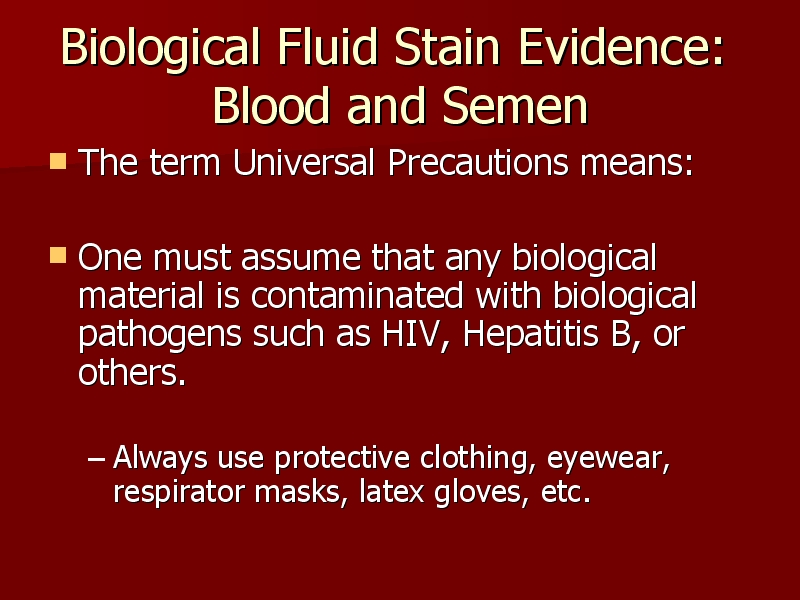 Biological Fluid Stain Evidence:
Blood and Semen
The term Universal Precautions means:
One must assume that any biological
material is contaminated with biological
pathogens such as HIV, Hepatitis B, or
others.
– Always use protective clothing, eyewear,
respirator masks, latex gloves, etc.